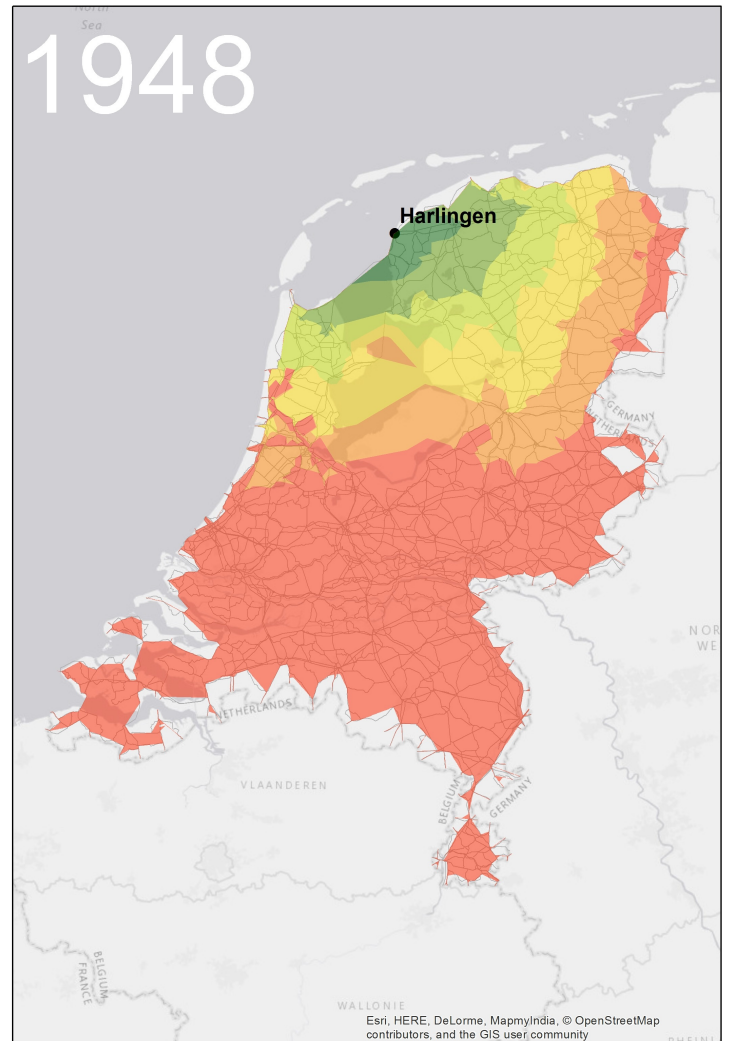 North
Sea
1948
Harlingen
GERMANY
NETHERLANDS
NOR
WE
NETHERLANDS
VLAANDEREN
BELGIUM
GERMANY
BELGIUM
FRANCE
WALLONIE
Esri, HERE, DeLorme, MapmyIndia, © OpenStreetMap
contributors, and the GIS user community